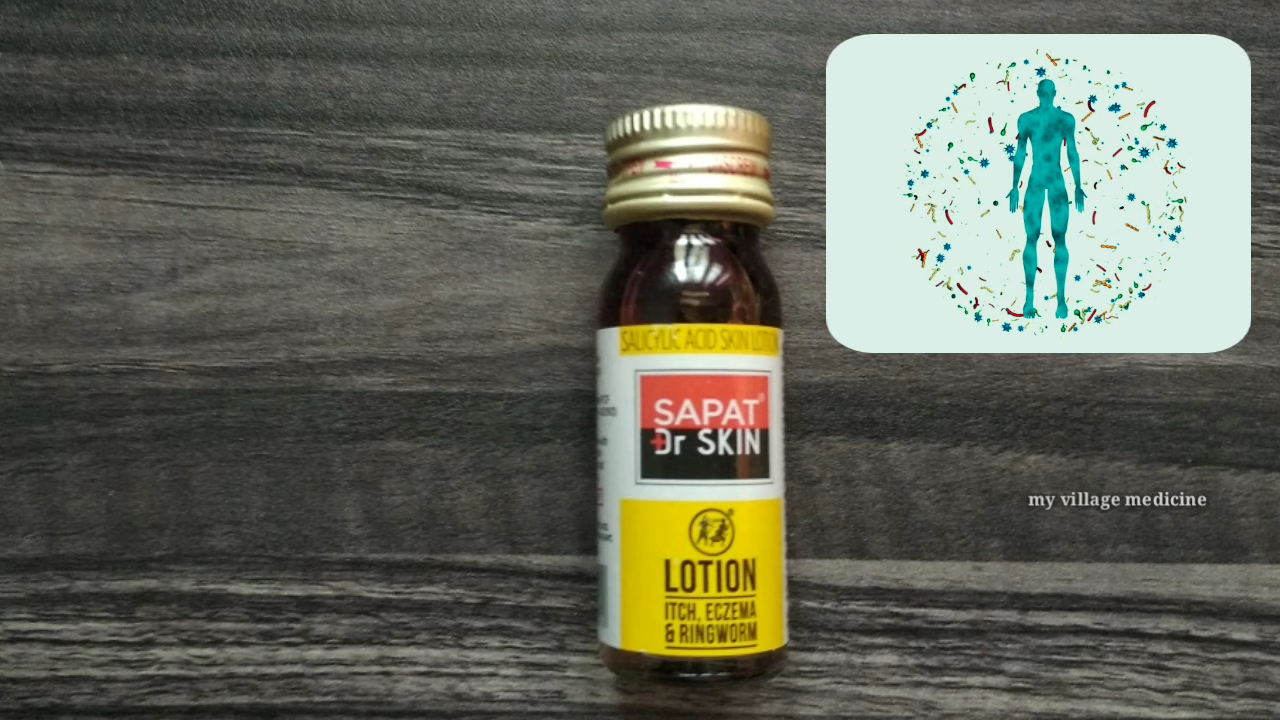 SALICYLIC ACID SKIN LOTION
SAPAT®
Dr SKIN
®
LOTION
ITCH, ECZEMA
& RINGWORM
my village medicine